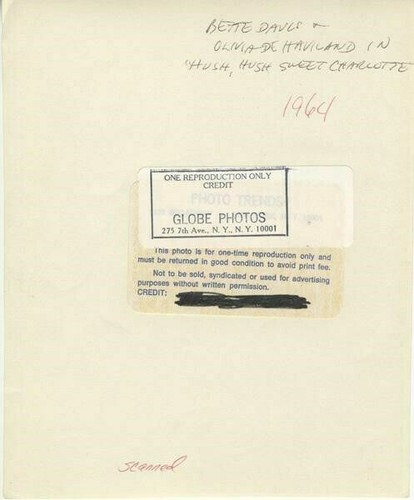 BETTE DAVIS +
OLIVIA DE HAVILAND IN
"HUSH, HUSH SWEET CHARLOTTE
1964
ONE REPRODUCTION ONLY
CREDIT
PHOTO TRENDS
GLOBE PHOTOS
275 7th Ave., N. Y., N. Y. 10001
This photo is for one-time reproduction only and
must be returned in good condition to avoid print fee.
Not to be sold, syndicated or used for advertising
purposes without written permission.
CREDIT:
scanned